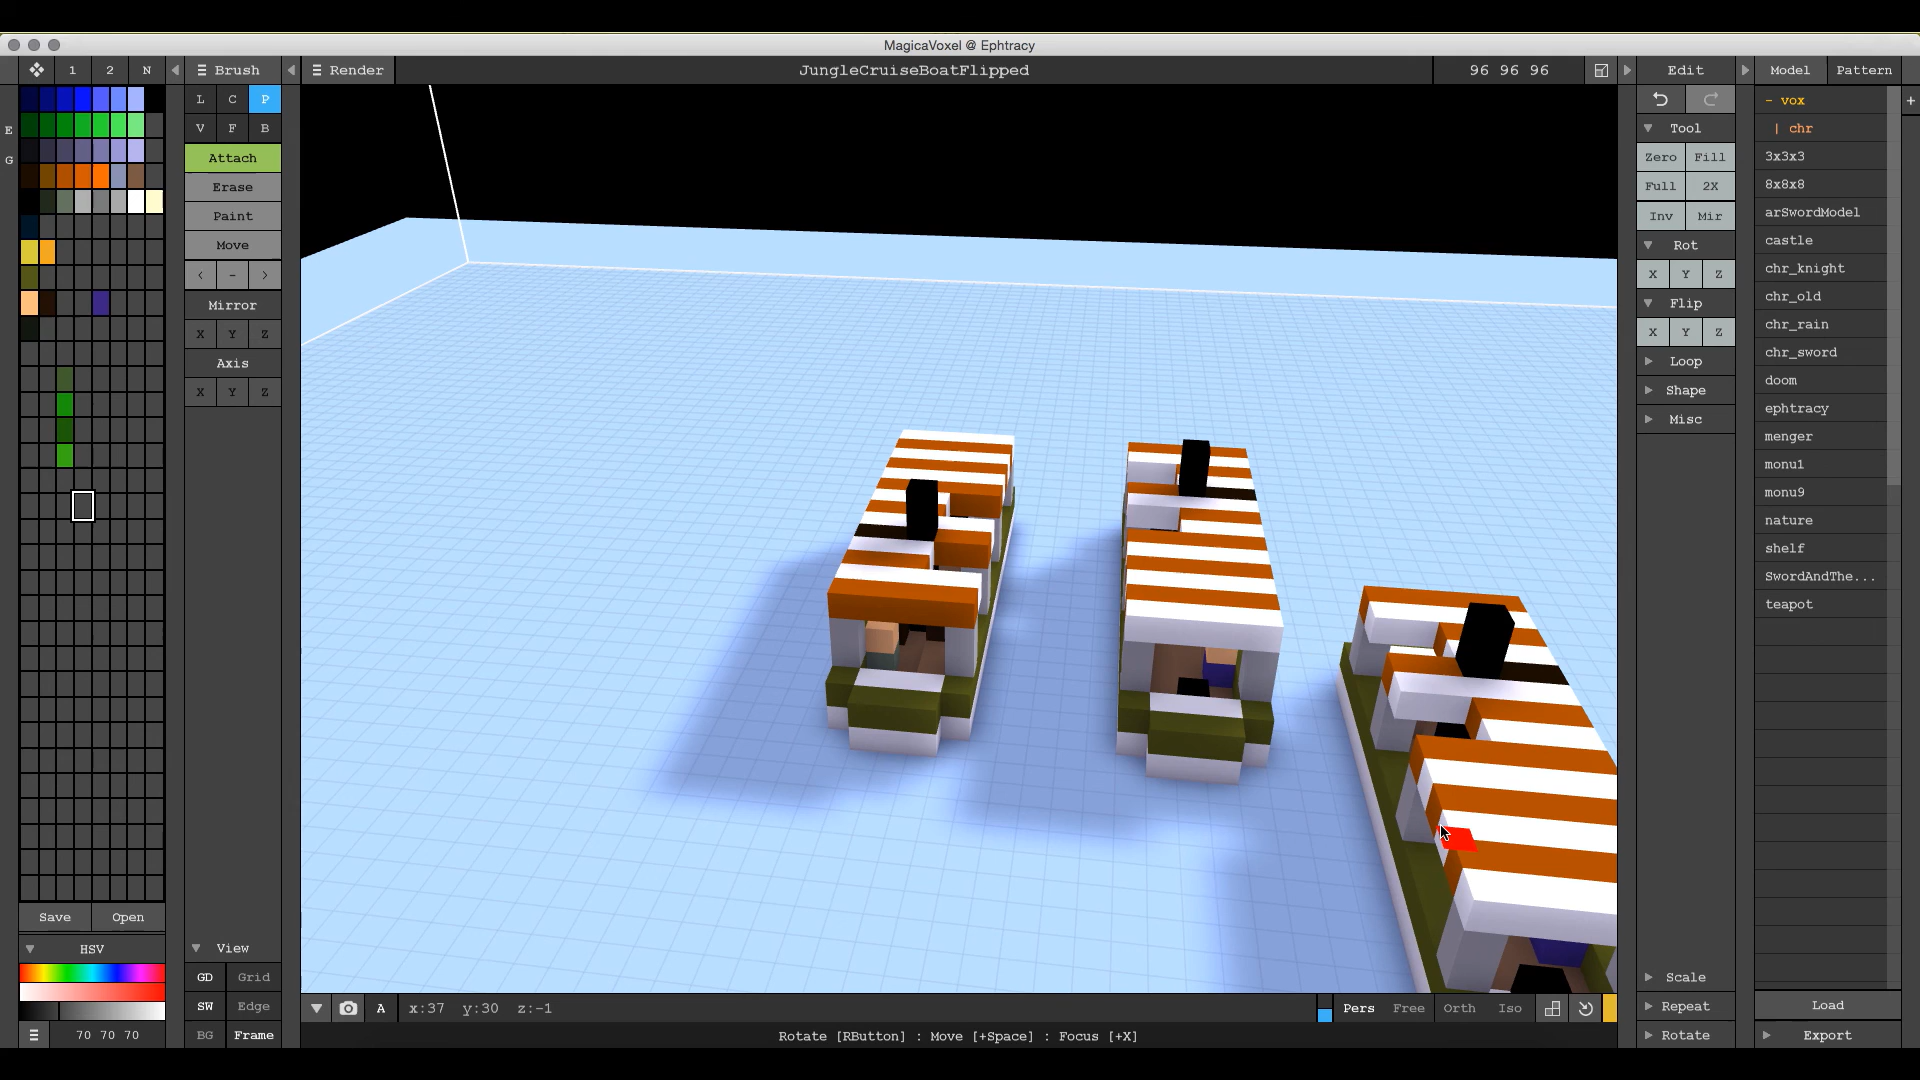 MagicaVoxel @ Ephtracy
1 2 N
Brush
Render
JungleCruiseBoatFlipped
96 96 96
Edit
Model Pattern
E
G
L C P
V F B
Attach
Erase
Paint
Move
< - >
Mirror
X Y Z
Axis
X Y Z
View
GD Grid
SW Edge
BG Frame
Save Open
HSV
70 70 70
A x:37 y:30 z:-1
Pers Free Orth Iso
Rotate [RButton] : Move [+Space] : Focus [+X]
Tool
Zero Fill
Full 2X
Inv Mir
Rot
X Y Z
Flip
X Y Z
Loop
Shape
Misc
Scale
Repeat
Rotate
- vox
| chr
3x3x3
8x8x8
arSwordModel
castle
chr_knight
chr_old
chr_rain
chr_sword
doom
ephtracy
menger
monu1
monu9
nature
shelf
SwordAndThe...
teapot
Load
Export
+